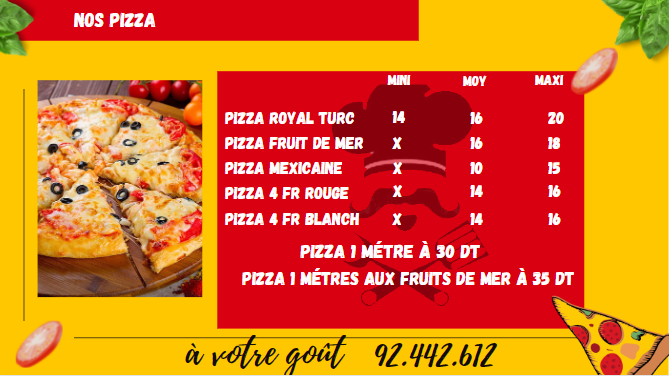 NOS PIZZA
MINI MOY MAXI
PIZZA ROYAL TURC 14 16 20
PIZZA FRUIT DE MER X 16 18
PIZZA MEXICAINE X 10 15
PIZZA 4 FR ROUGE X 14 16
PIZZA 4 FR BLANCH X 14 16
PIZZA 1 MÉTRE À 30 DT
PIZZA 1 MÉTRES AUX FRUITS DE MER À 35 DT
à votre goût 92.442.612